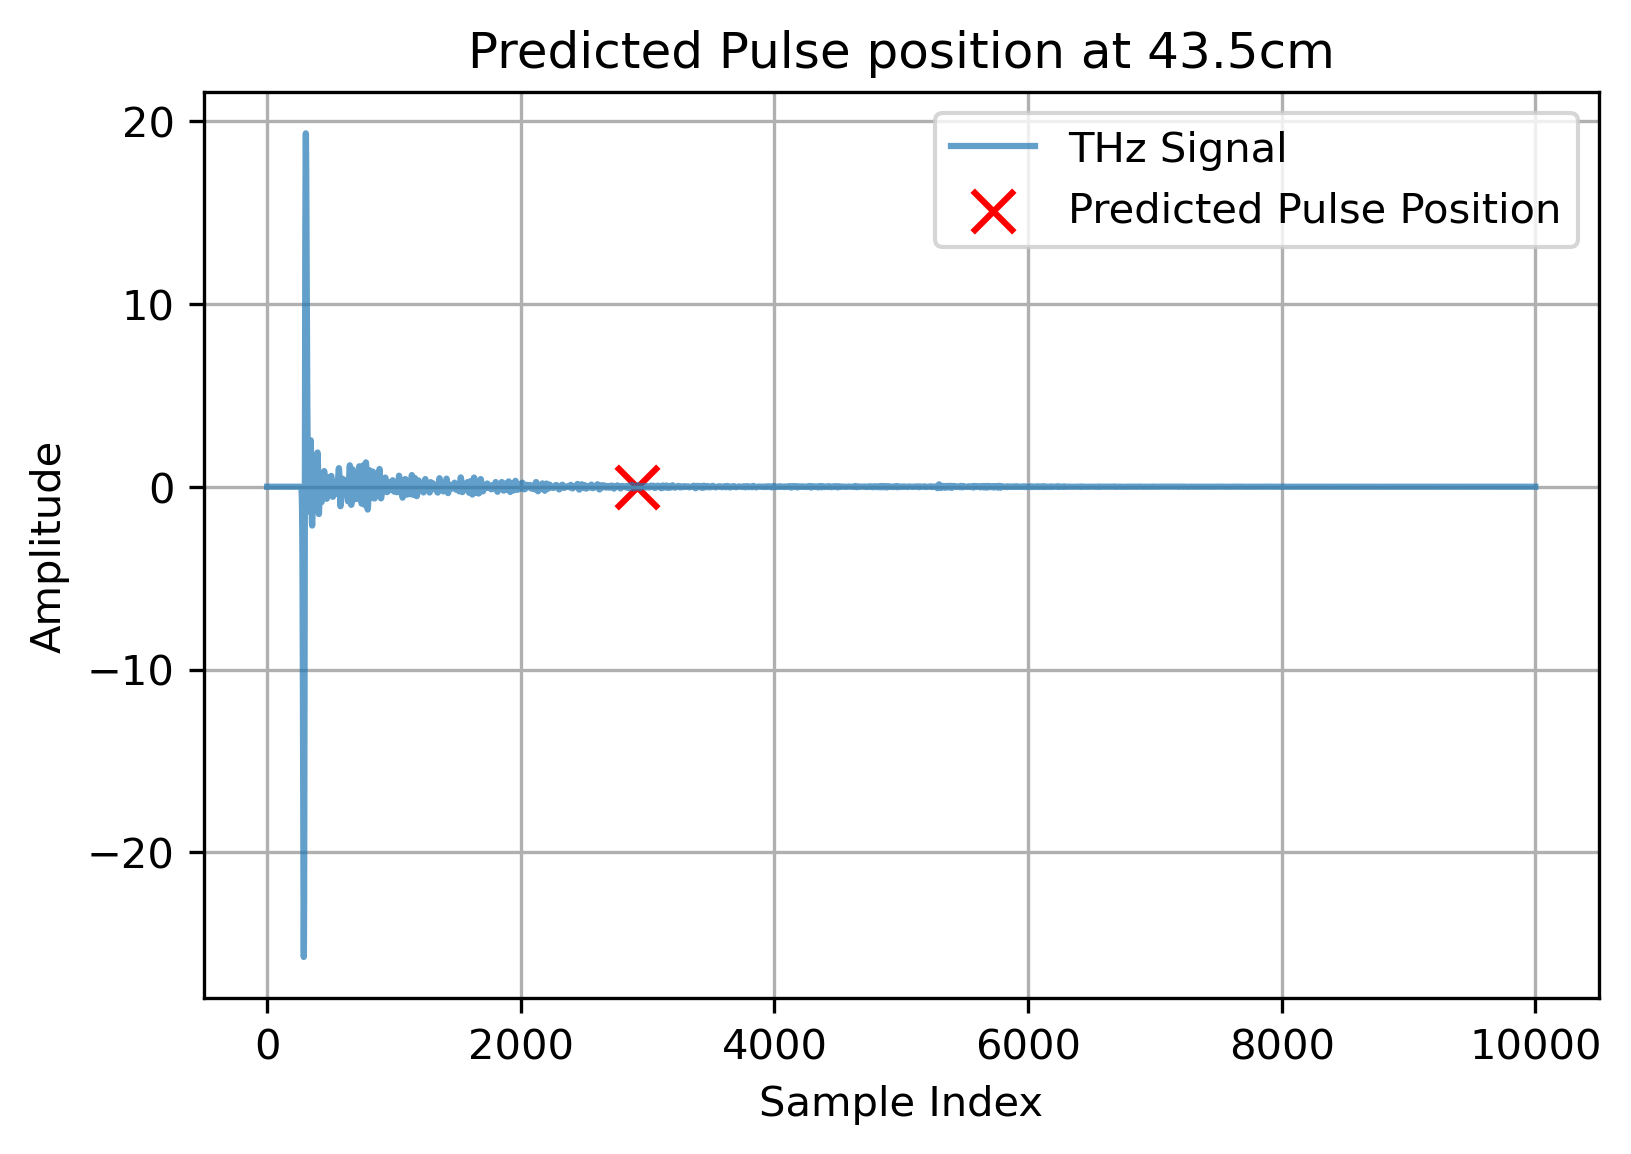 Predicted Pulse position at 43.5cm
THz Signal
Predicted Pulse Position
20
10
0
−10
−20
Amplitude
0 2000 4000 6000 8000 10000
Sample Index